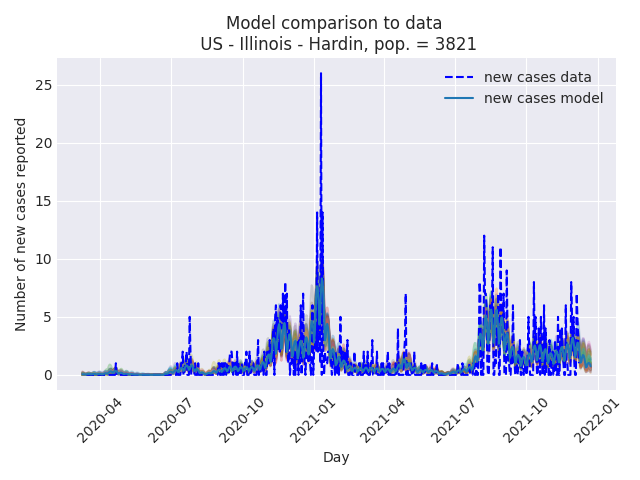 Model comparison to data
US - Illinois - Hardin, pop. = 3821
new cases data
new cases model
Number of new cases reported
25
20
15
10
5
0
2020-04
2020-07
2020-10
2021-01
2021-04
2021-07
2021-10
2022-01
Day